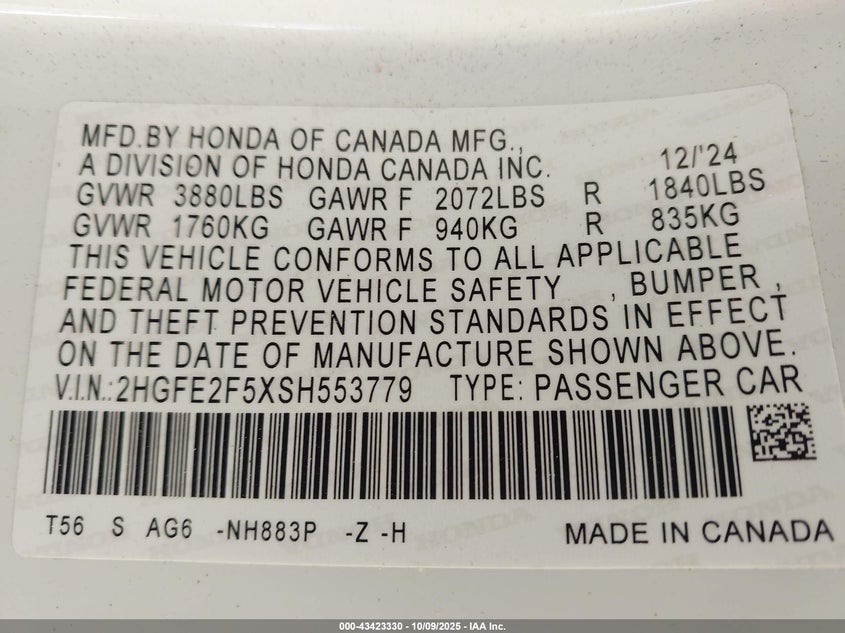 MFD.BY HONDA OF CANADA MFG.,
A DIVISION OF HONDA CANADA INC. 12/'24
GVWR 3880LBS GAWR F 2072LBS R 1840LBS
GVWR 1760KG GAWR F 940KG R 835KG
THIS VEHICLE CONFORMS TO ALL APPLICABLE
FEDERAL MOTOR VEHICLE SAFETY , BUMPER ,
AND THEFT PREVENTION STANDARDS IN EFFECT
ON THE DATE OF MANUFACTURE SHOWN ABOVE.
V.I.N.:2HGFE2F5XSH553779 TYPE: PASSENGER CAR
T56 S AG6 -NH883P -Z -H MADE IN CANADA
000-43423330 - 10/09/2025 - IAA Inc.